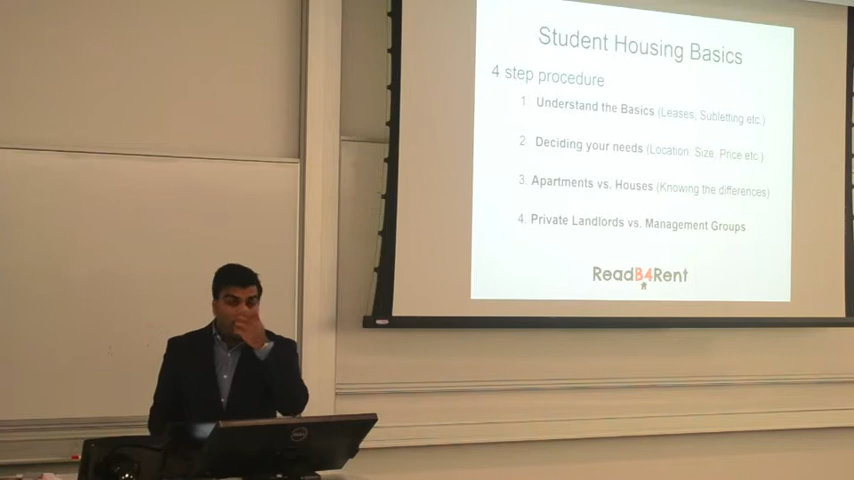 Student Housing Basics
4 step procedure
1. Understand the Basics (Leases, Subletting etc.)
2. Deciding your needs (Location, Size, Price etc.)
3. Apartments vs. Houses (Knowing the differences)
4. Private Landlords vs. Management Groups
ReadB4Rent
DELL